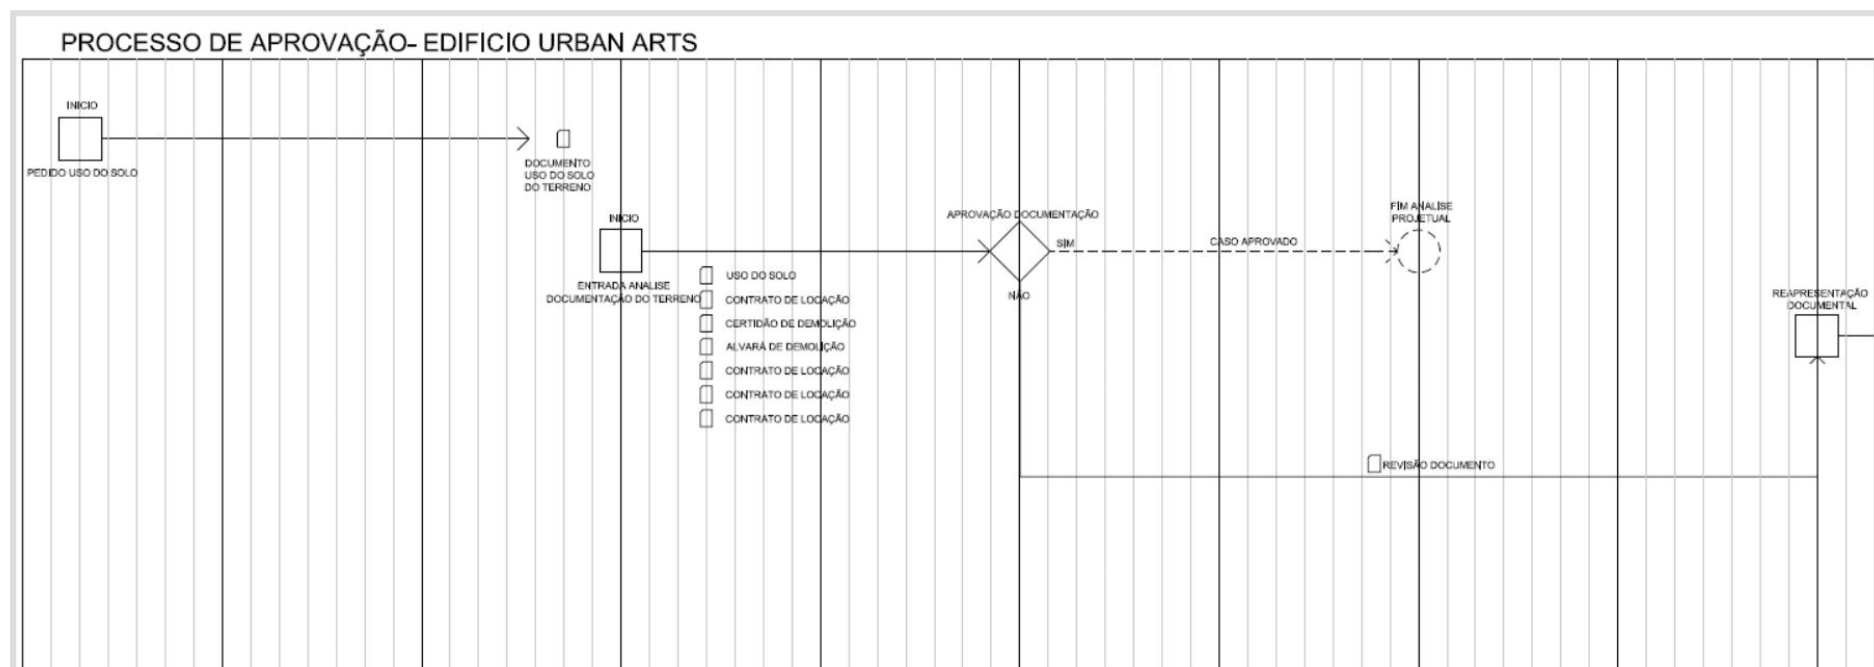 PROCESSO DE APROVAÇÃO- EDIFICIO URBAN ARTS
INICIO
PEDIDO USO DO SOLO
DOCUMENTO
USO DO SOLO
DO TERRENO
INICIO
ENTRADA ANALISE
DOCUMENTAÇÃO DO TERRENO
USO DO SOLO
CONTRATO DE LOCAÇÃO
CERTIDÃO DE DEMOLIÇÃO
ALVARÁ DE DEMOLIÇÃO
CONTRATO DE LOCAÇÃO
CONTRATO DE LOCAÇÃO
CONTRATO DE LOCAÇÃO
APROVAÇÃO DOCUMENTAÇÃO
SIM
NÃO
CASO APROVADO
FIM ANALISE
PROJETUAL
REAPRESENTAÇÃO
DOCUMENTAL
REVISÃO DOCUMENTO